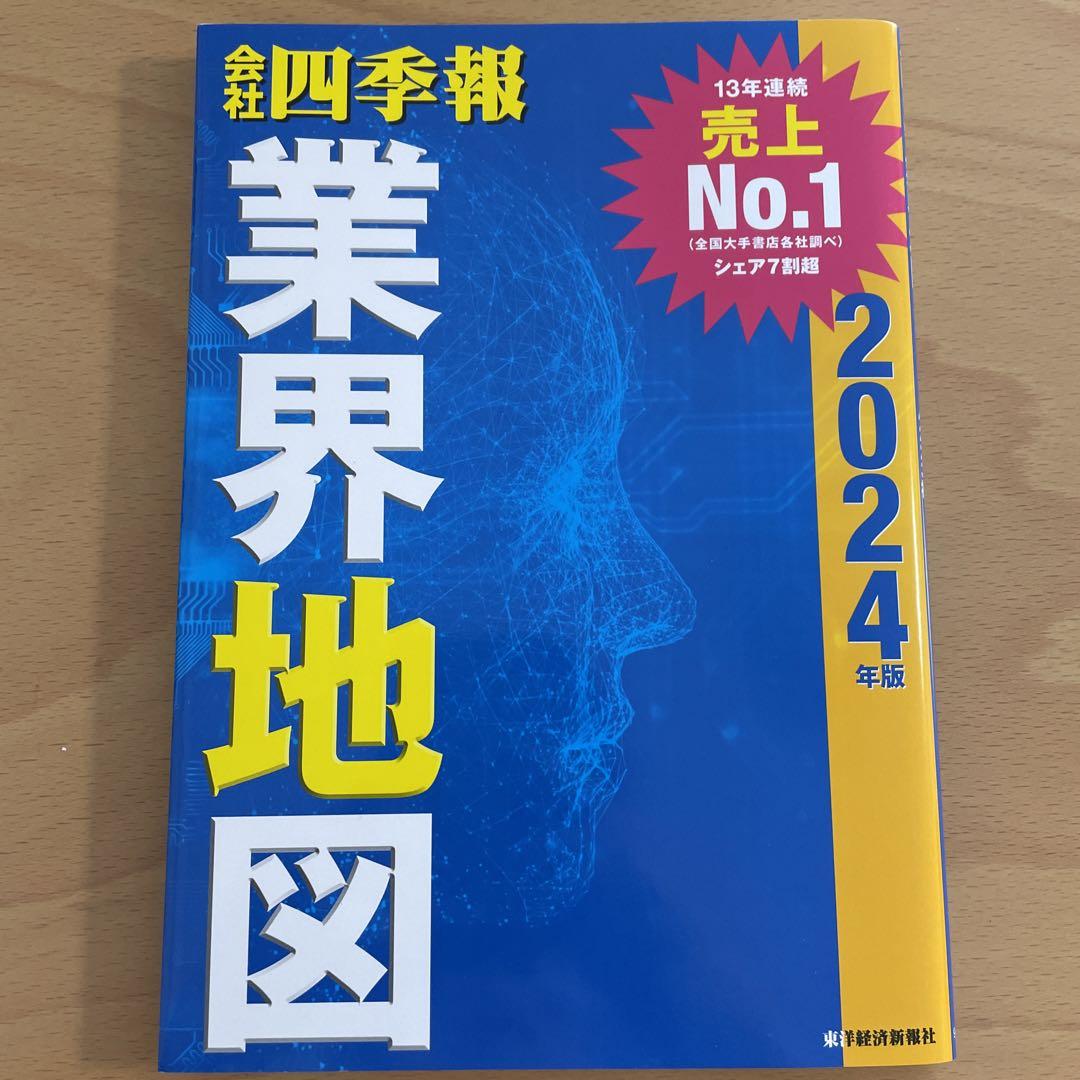 会社四季報
業界地図
13年連続
売上
No.1
(全国大手書店各社調べ)
シェア7割超
2024年版
東洋経済新報社